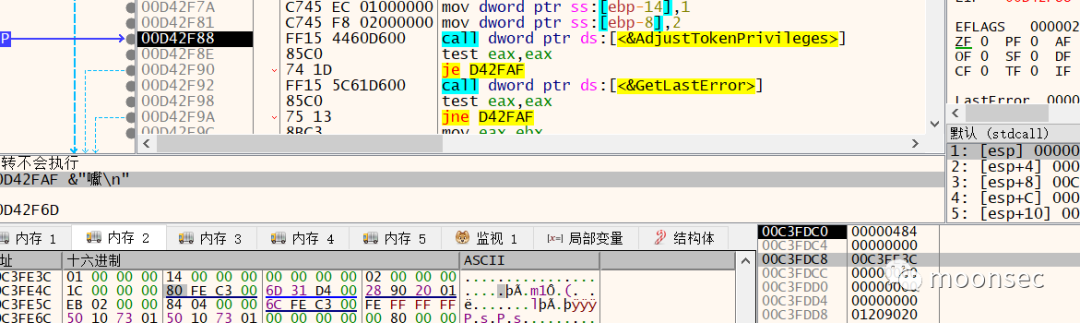 00D42F7A C745 EC 01000000 mov dword ptr ss:[ebp-14],1
00D42F81 C745 F8 02000000 mov dword ptr ss:[ebp-8],2
P 00D42F88 FF15 4460D600 call dword ptr ds:[<&AdjustTokenPrivileges>]
00D42F8E 85C0 test eax,eax
00D42F90 74 1D je D42FAF
00D42F92 FF15 5C61D600 call dword ptr ds:[<&GetLastError>]
00D42F98 85C0 test eax,eax
00D42F9A 75 13 jne D42FAF
00D42F9C 8BC3 mov eax,ebx
EFLAGS 000002
ZF 0 PF 0 AF
OF 0 SF 0 DF
CF 0 TF 0 IF
LastError 0000
默认 (stdcall)
1: [esp] 00000
2: [esp+4] 0000
3: [esp+8] 00C
4: [esp+C] 0000
5: [esp+10] 000
转不会执行
0D42FAF &"\n"
0D42F6D
内存 1 内存 2 内存 3 内存 4 内存 5 监视 1 [x=] 局部变量 结构体
址 十六进制 ASCII
0C3FE3C 01 00 00 00 14 00 00 00 00 00 00 00 02 00 00 00 ................
0C3FE4C 1C 00 00 00 80 FE C3 00 6D 31 D4 00 28 90 20 01 .....þÃ.m1Ô.(. .
EB 02 00 00 84 04 00 00 6C FE C3 00 FE FF FF FF ë.......lþÃ.þÿÿÿ
50 10 73 01 50 10 73 01 00 00 00 00 00 80 00 00 P.s.P.s.........
00C3FDC0 00000484
00C3FDC4 00000000
00C3FDC8 00C3FE3C
00C3FDCC
00C3FDD0
00C3FDD4 00000000
00C3FDD8 01209020
moonsec